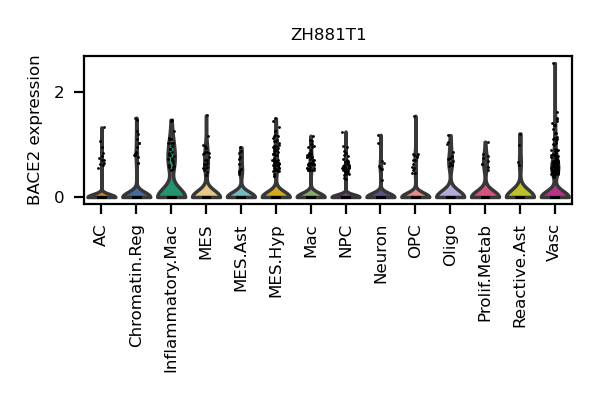 ZH881T1
BACE2 expression
2
0
AC
Chromatin.Reg
Inflammatory.Mac
MES
MES.Ast
MES.Hyp
Mac
NPC
Neuron
OPC
Oligo
Prolif.Metab
Reactive.Ast
Vasc